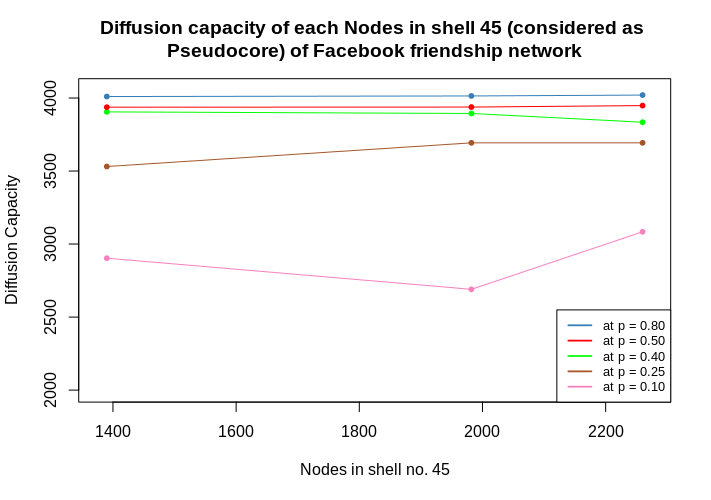 Diffusion capacity of each Nodes in shell 45 (considered as
Pseudocore) of Facebook friendship network
Diffusion Capacity
4000
3500
3000
2500
2000
at p = 0.80
at p = 0.50
at p = 0.40
at p = 0.25
at p = 0.10
1400
1600
1800
2000
2200
Nodes in shell no. 45